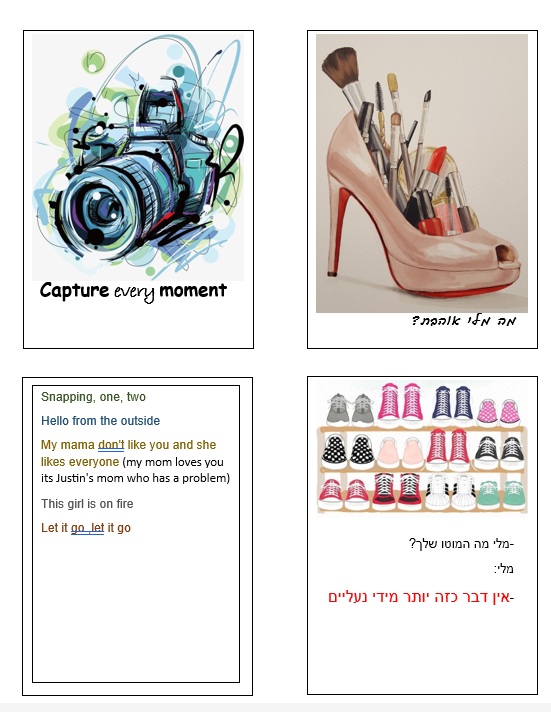 Capture every moment
מה מלי אוהבת?
Snapping, one, two
Hello from the outside
My mama don't like you and she
likes everyone (my mom loves you
its Justin's mom who has a problem)
This girl is on fire
Let it go ,let it go
-מלי מה המוטו שלך?
מלי:
-אין דבר כזה יותר מידי נעליים